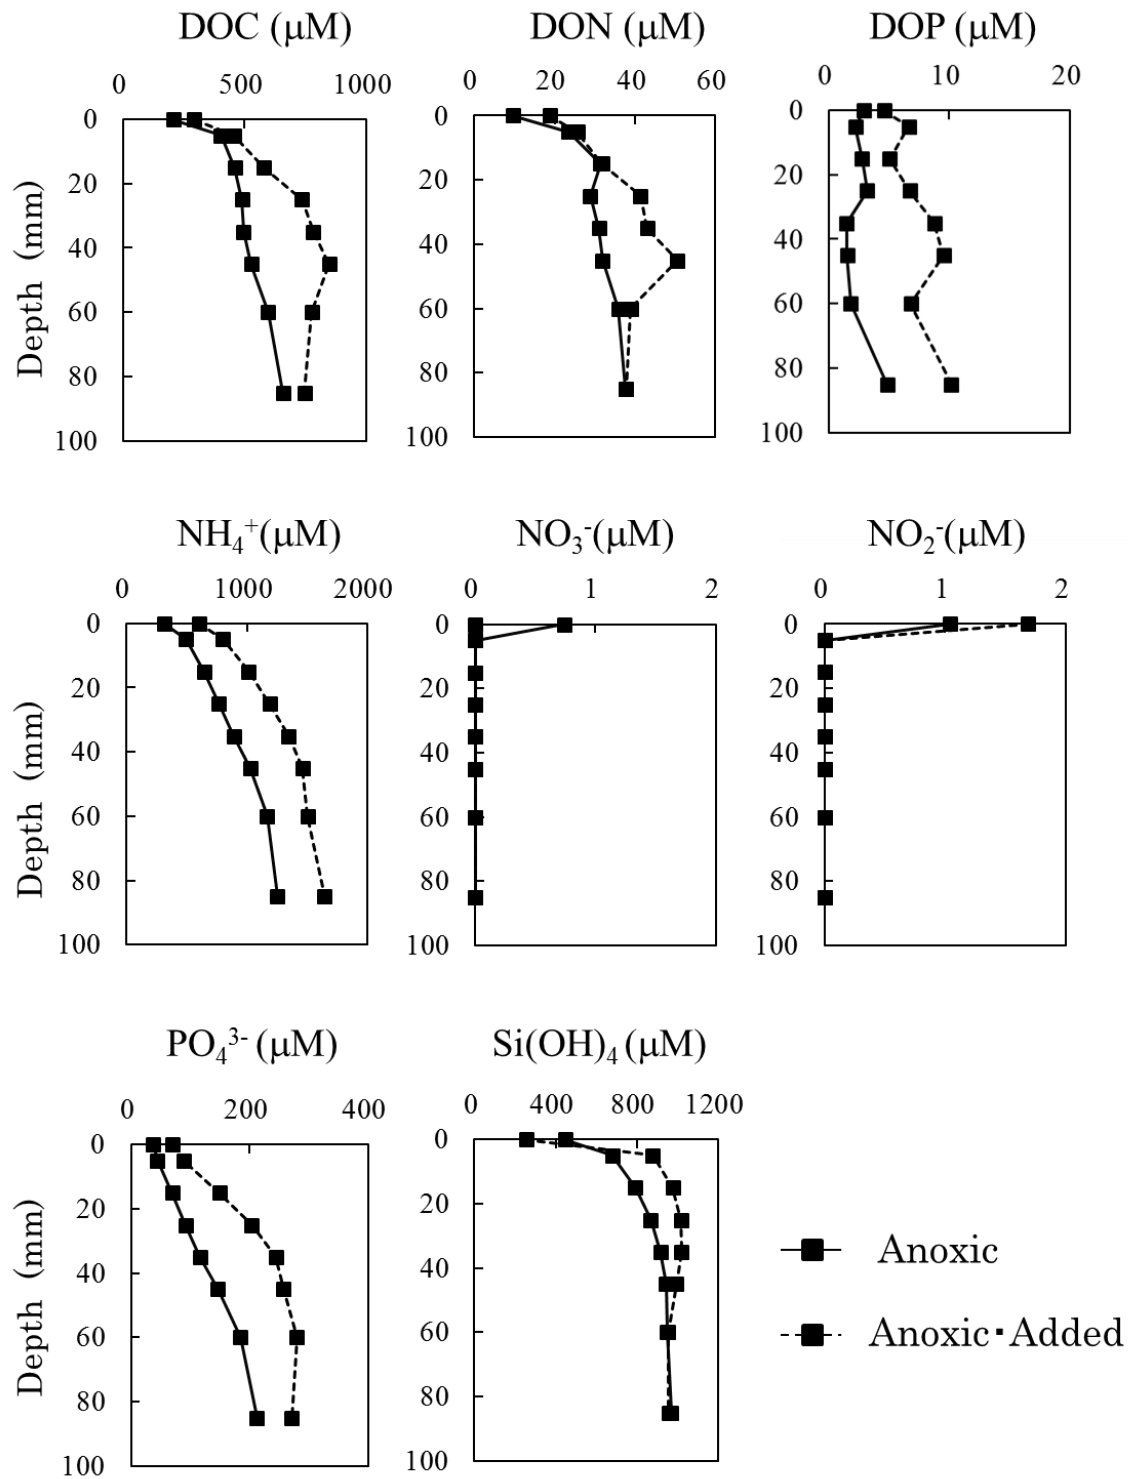 DOC (μM) DON (μM) DOP (μM)
0 500 1000 0 20 40 60 0 10 20
0 0 0
20 20 20
40 40 40
60 60 60
80 80 80
100 100 100
Depth (mm)
NH₄⁺(μM) NO₃⁻(μM) NO₂⁻(μM)
0 1000 2000 0 1 2 0 1 2
0 0 0
20 20 20
40 40 40
60 60 60
80 80 80
100 100 100
Depth (mm)
PO₄³⁻ (μM) Si(OH)₄ (μM)
0 200 400 0 400 800 1200
0 0
20 20
40 40
60 60
80 80
100 100
Depth (mm)
Anoxic
Anoxic・Added